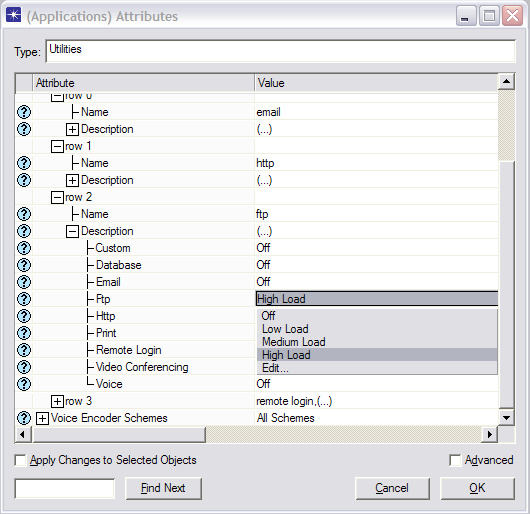 (Applications) Attributes
Type: Utilities
Attribute Value
row 0
Name email
Description (...)
row 1
Name http
Description (...)
row 2
Name ftp
Description (...)
Custom Off
Database Off
Email Off
Ftp High Load
Http Off
Print Low Load
Medium Load
Remote Login High Load
Video Conferencing Edit...
Voice Off
row 3 remote login,(...)
Voice Encoder Schemes All Schemes
Apply Changes to Selected Objects Advanced
Find Next Cancel OK